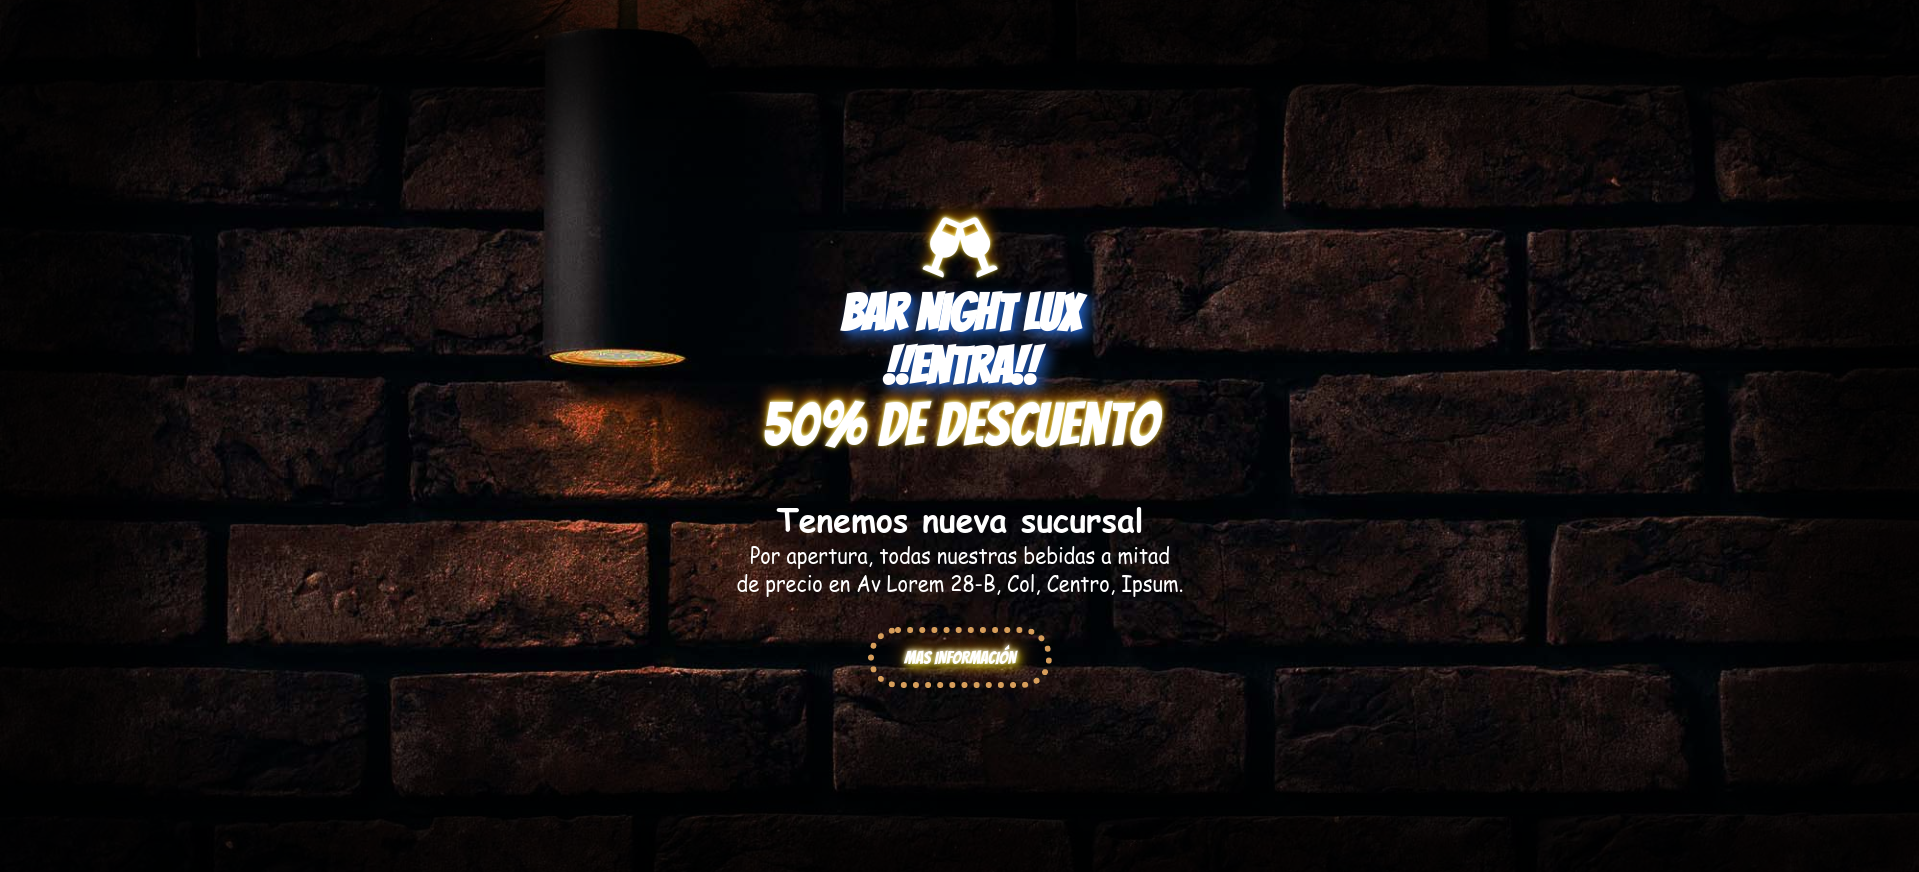 BAR NIGHT LUX
!!ENTRA!!
50% DE DESCUENTO
Tenemos nueva sucursal
Por apertura, todas nuestras bebidas a mitad
de precio en Av Lorem 28-B, Col, Centro, Ipsum.
MAS INFORMACIÓN